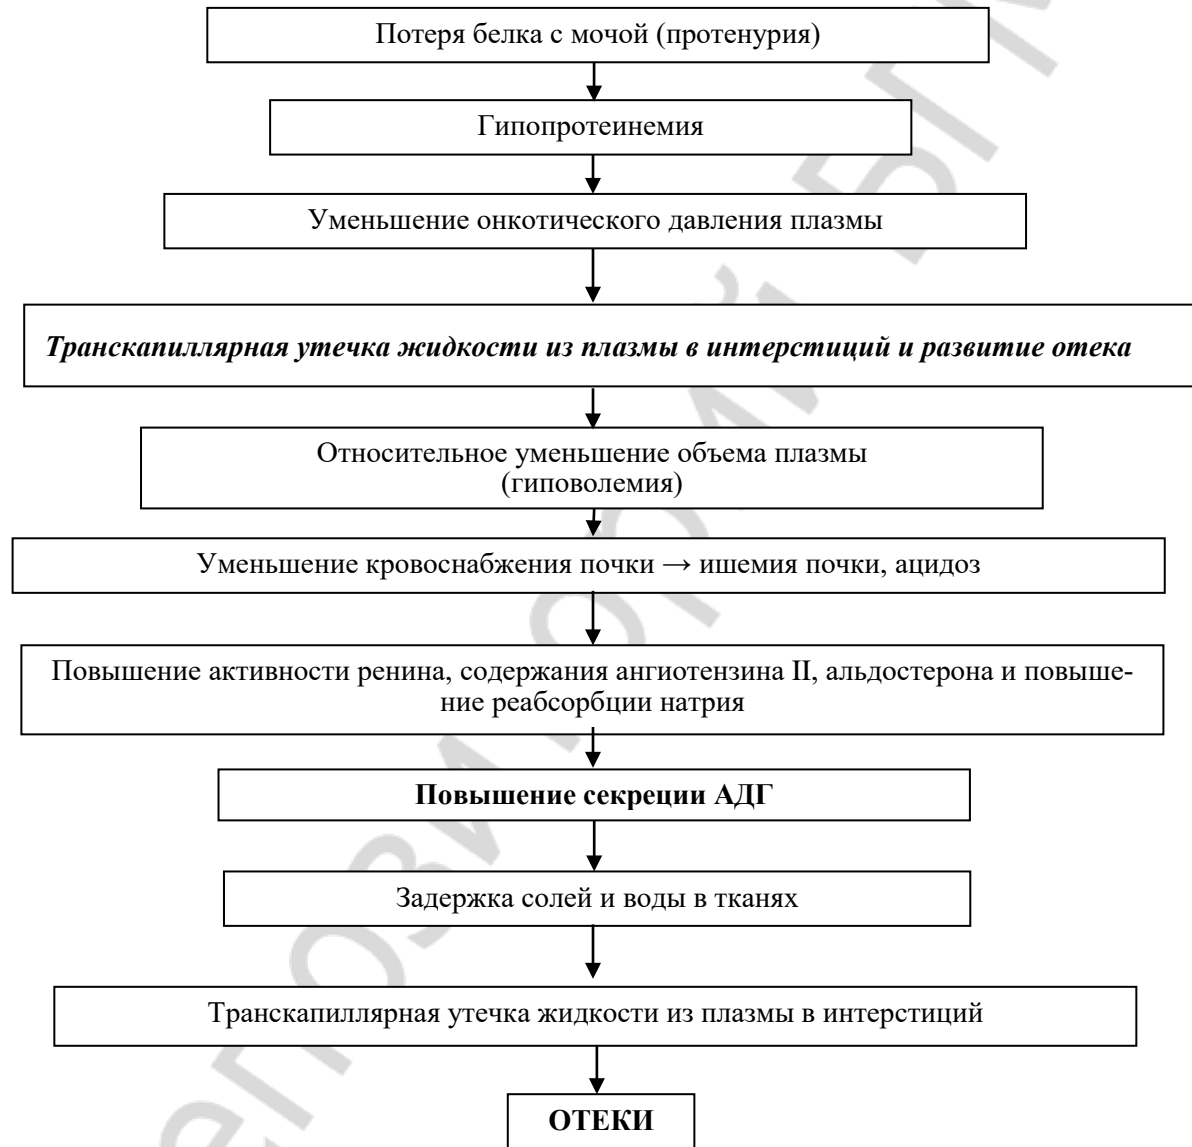 Потеря белка с мочой (протенурия)
Гипопротеинемия
Уменьшение онкотического давления плазмы
Транскапиллярная утечка жидкости из плазмы в интерстиций и развитие отека
Относительное уменьшение объема плазмы
(гиповолемия)
Уменьшение кровоснабжения почки → ишемия почки, ацидоз
Повышение активности ренина, содержания ангиотензина II, альдостерона и повыше-
ние реабсорбции натрия
Повышение секреции АДГ
Задержка солей и воды в тканях
Транскапиллярная утечка жидкости из плазмы в интерстиций
ОТЕКИ